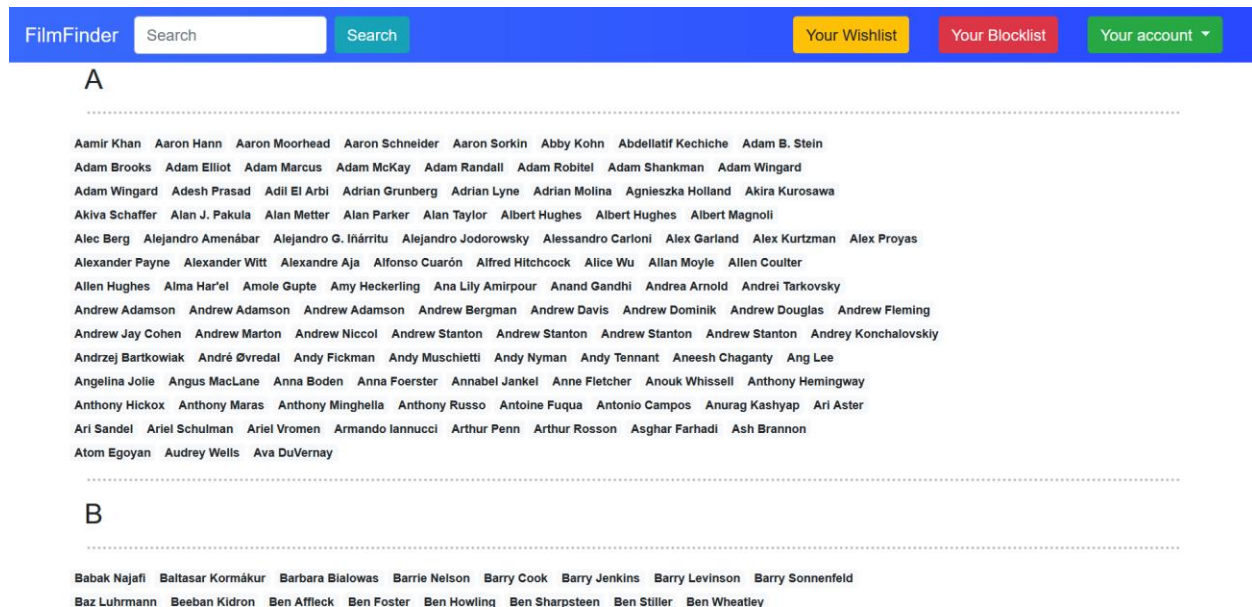 FilmFinder Search Search Your Wishlist Your Blocklist Your account
A
Aamir Khan Aaron Hann Aaron Moorhead Aaron Schneider Aaron Sorkin Abby Kohn Abdellatif Kechiche Adam B. Stein
Adam Brooks Adam Elliot Adam Marcus Adam McKay Adam Randall Adam Robitel Adam Shankman Adam Wingard
Adam Wingard Adesh Prasad Adil El Arbi Adrian Grunberg Adrian Lyne Adrian Molina Agnieszka Holland Akira Kurosawa
Akiva Schaffer Alan J. Pakula Alan Metter Alan Parker Alan Taylor Albert Hughes Albert Hughes Albert Magnoli
Alec Berg Alejandro Amenábar Alejandro G. Iñárritu Alejandro Jodorowsky Alessandro Carloni Alex Garland Alex Kurtzman Alex Proyas
Alexander Payne Alexander Witt Alexandre Aja Alfonso Cuarón Alfred Hitchcock Alice Wu Allan Moyle Allen Coulter
Allen Hughes Alma Har'el Amole Gupte Amy Heckerling Ana Lily Amirpour Anand Gandhi Andrea Arnold Andrei Tarkovsky
Andrew Adamson Andrew Adamson Andrew Adamson Andrew Bergman Andrew Davis Andrew Dominik Andrew Douglas Andrew Fleming
Andrew Jay Cohen Andrew Marton Andrew Niccol Andrew Stanton Andrew Stanton Andrew Stanton Andrew Stanton Andrey Konchalovskiy
Andrzej Bartkowiak André Øvredal Andy Fickman Andy Muschietti Andy Nyman Andy Tennant Aneesh Chaganty Ang Lee
Angelina Jolie Angus MacLane Anna Boden Anna Foerster Annabel Jankel Anne Fletcher Anouk Whissell Anthony Hemingway
Anthony Hickox Anthony Maras Anthony Minghella Anthony Russo Antoine Fuqua Antonio Campos Anurag Kashyap Ari Aster
Ari Sandel Ariel Schulman Ariel Vromen Armando Iannucci Arthur Penn Arthur Rosson Asghar Farhadi Ash Brannon
Atom Egoyan Audrey Wells Ava DuVernay
B
Babak Najafi Baltasar Kormákur Barbara Bialowas Barrie Nelson Barry Cook Barry Jenkins Barry Levinson Barry Sonnenfeld
Baz Luhrmann Beeban Kidron Ben Affleck Ben Foster Ben Howling Ben Sharpsteen Ben Stiller Ben Wheatley